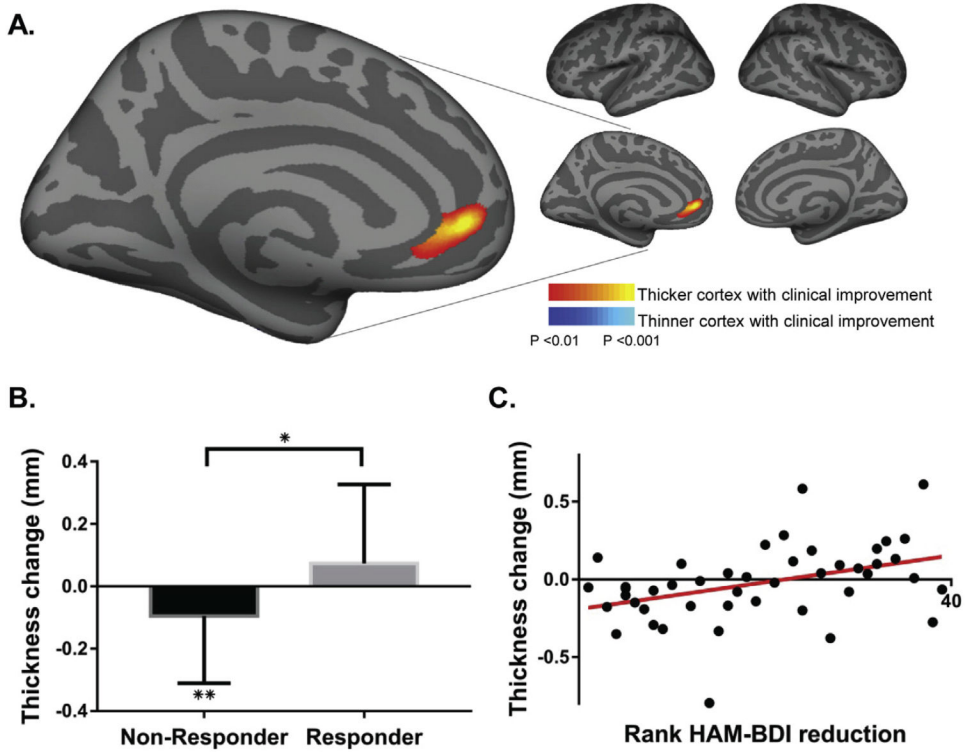 A.
Thicker cortex with clinical improvement
Thinner cortex with clinical improvement
P <0.01 P <0.001
B.
Thickness change (mm)
0.4
0.2
0.0
-0.2
-0.4
*
**
Non-Responder Responder
C.
Thickness change (mm)
0.5
0.0
-0.5
40
Rank HAM-BDI reduction